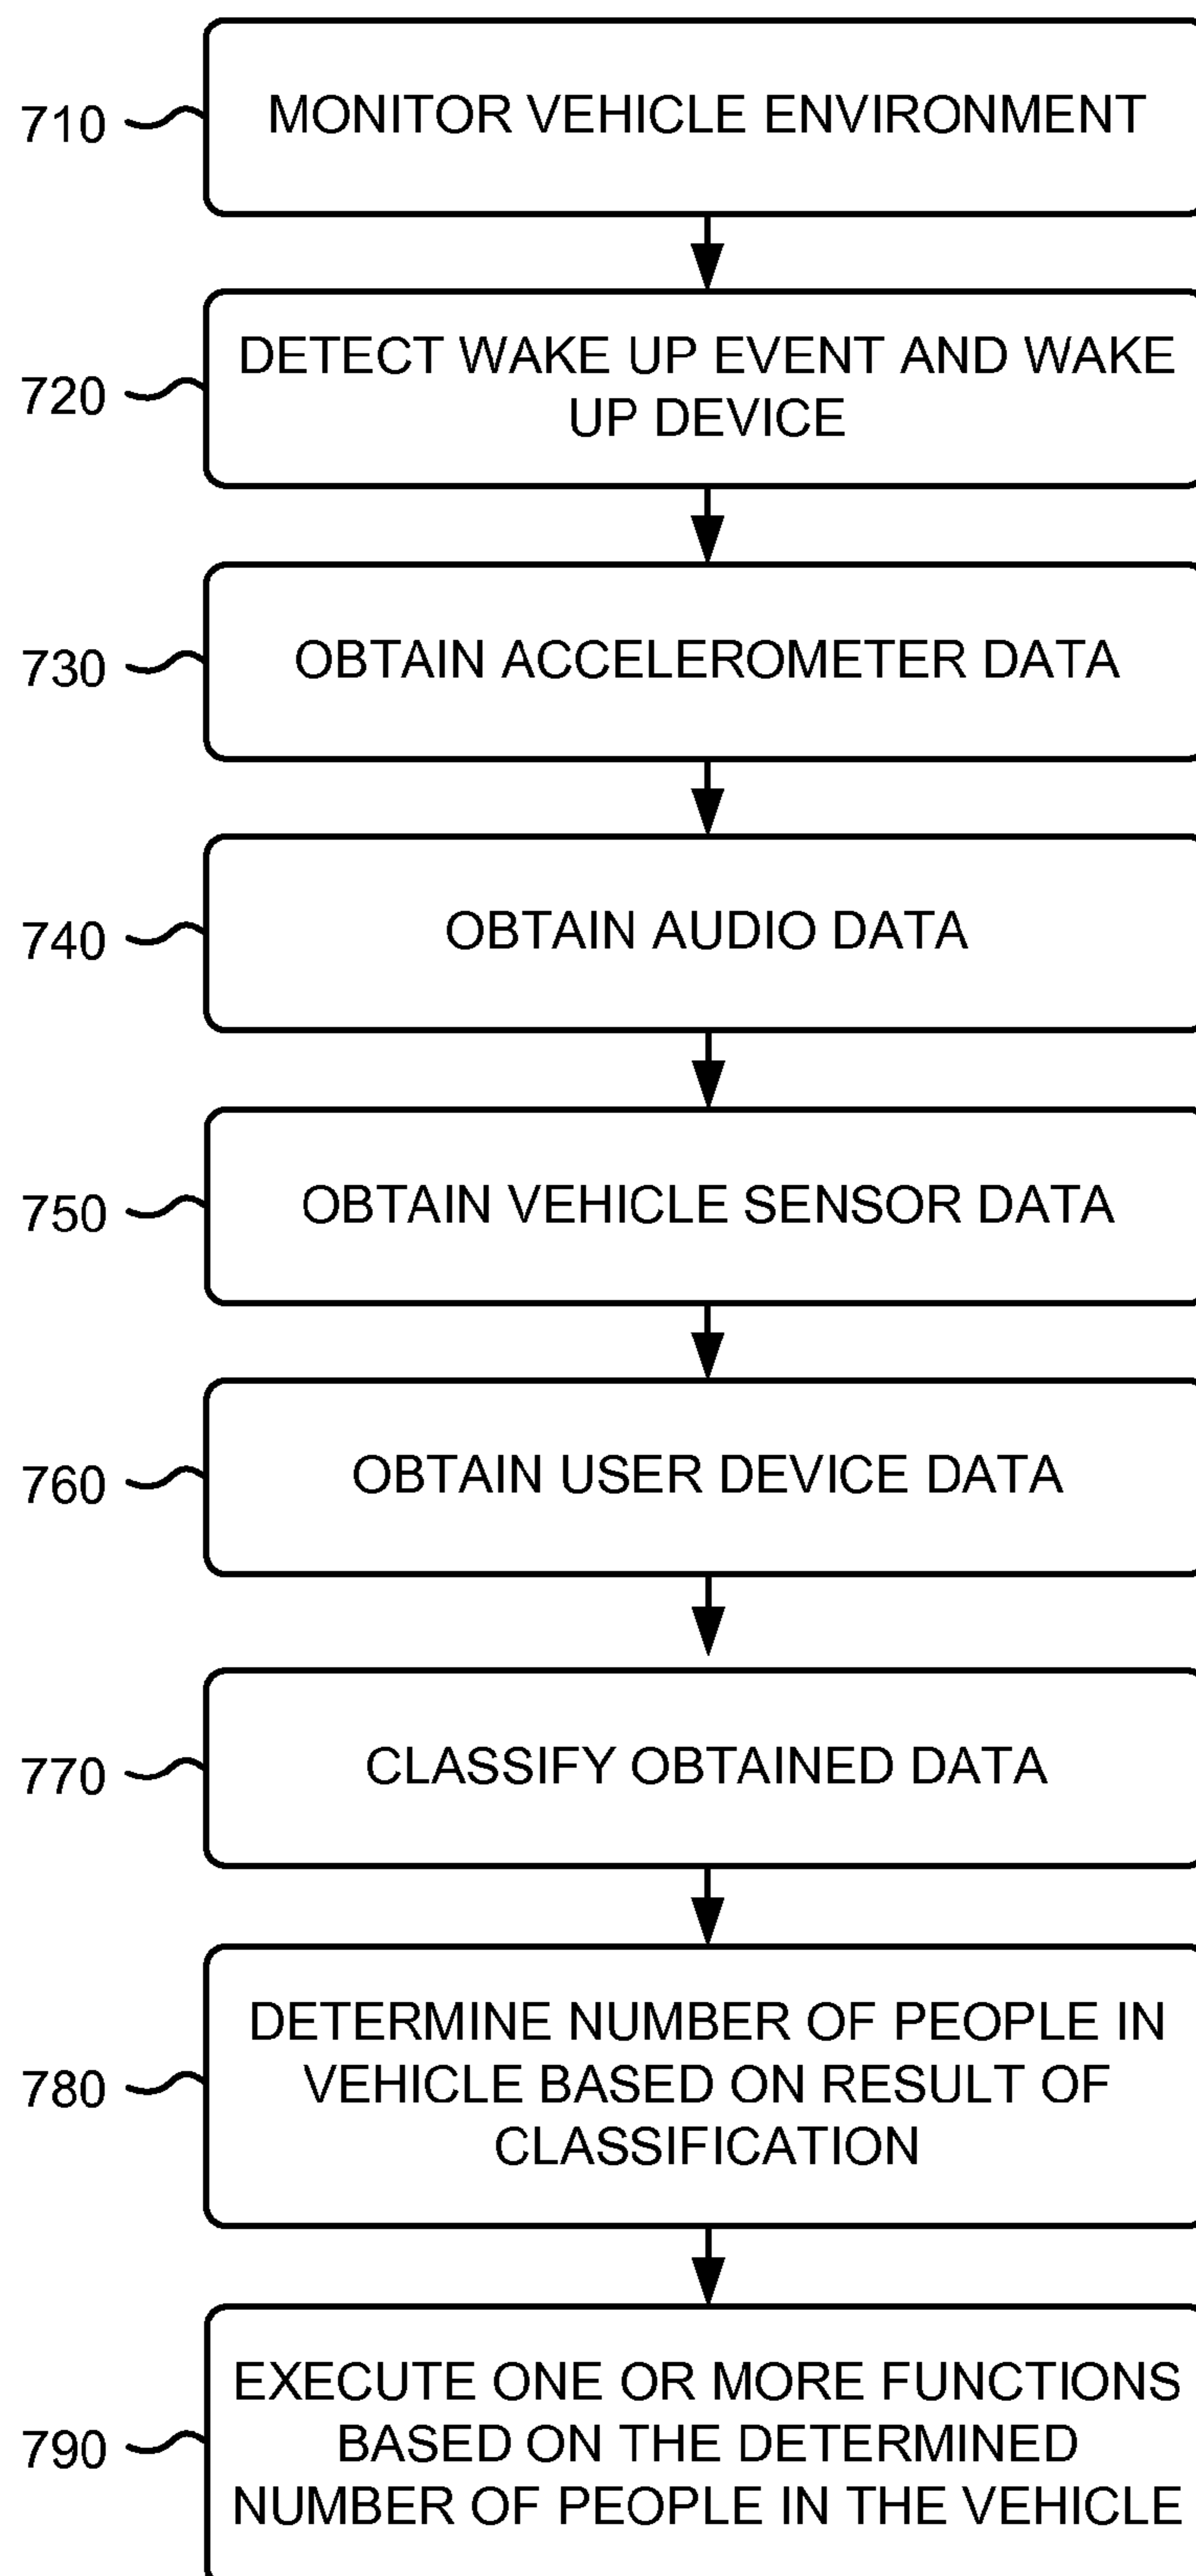 710
MONITOR VEHICLE ENVIRONMENT
720
DETECT WAKE UP EVENT AND WAKE
UP DEVICE
730
OBTAIN ACCELEROMETER DATA
740
OBTAIN AUDIO DATA
750
OBTAIN VEHICLE SENSOR DATA
760
OBTAIN USER DEVICE DATA
770
CLASSIFY OBTAINED DATA
780
DETERMINE NUMBER OF PEOPLE IN
VEHICLE BASED ON RESULT OF
CLASSIFICATION
790
EXECUTE ONE OR MORE FUNCTIONS
BASED ON THE DETERMINED
NUMBER OF PEOPLE IN THE VEHICLE